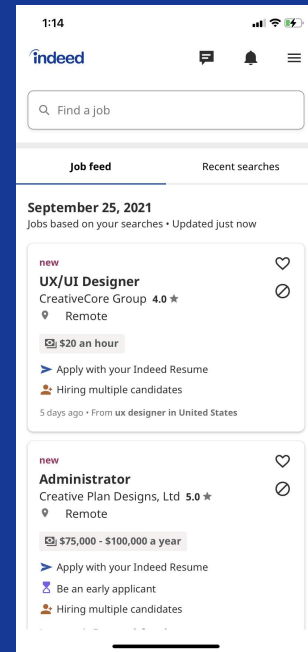 1:14
indeed
Find a job
Job feed Recent searches
September 25, 2021
Jobs based on your searches • Updated just now
new
UX/UI Designer
CreativeCore Group 4.0 ★
Remote
$20 an hour
Apply with your Indeed Resume
Hiring multiple candidates
5 days ago • From ux designer in United States
new
Administrator
Creative Plan Designs, Ltd 5.0 ★
Remote
$75,000 - $100,000 a year
Apply with your Indeed Resume
Be an early applicant
Hiring multiple candidates